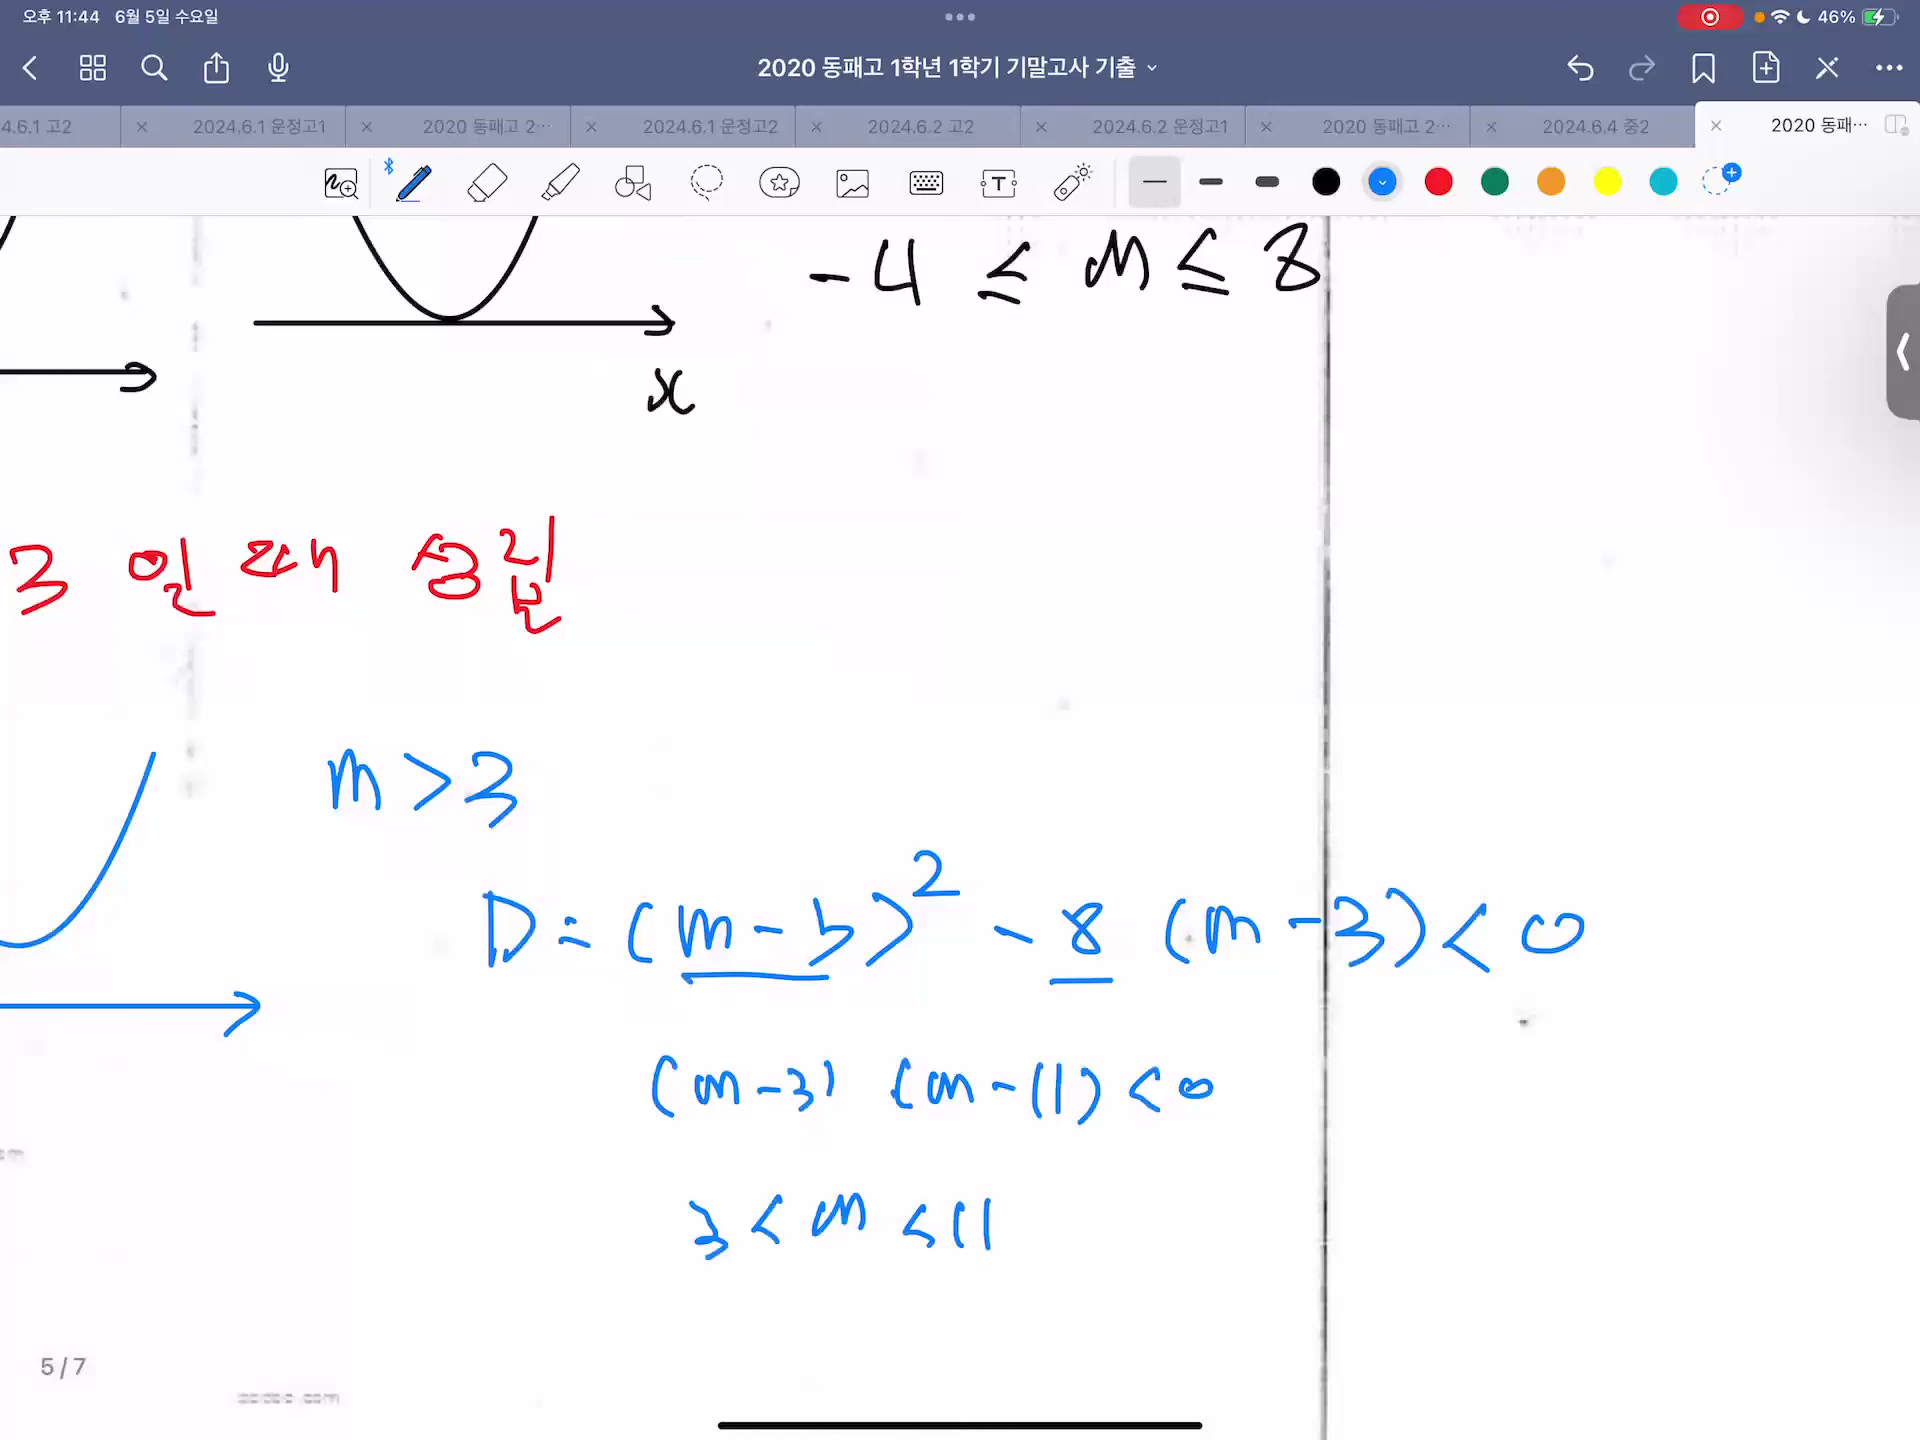 오후 11:44 6월 5일 수요일
46%
2020 동패고 1학년 1학기 기말고사 기출
4.6.1 고2
2024.6.1 운정고1
2020 동패고 2…
2024.6.1 운정고2
2024.6.2 고2
2024.6.2 운정고1
2020 동패고 2…
2024.6.4 중2
2020 동패…
-4 ≤ m ≤ 8
x
3 일 때 성립
m > 3
D = (m - 5)² - 8 (m - 3) < 0
(m - 3) (m - 11) < 0
3 < m < 11
5 / 7